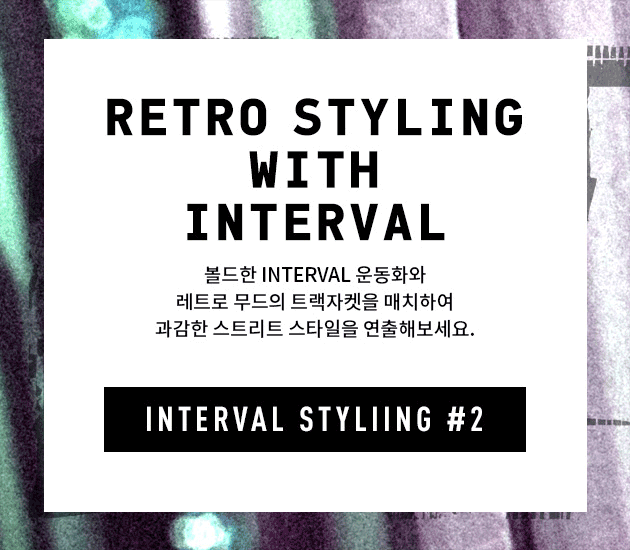 RETRO STYLING
WITH
INTERVAL
볼드한 INTERVAL 운동화와
레트로 무드의 트랙자켓을 매치하여
과감한 스트리트 스타일을 연출해보세요.
INTERVAL STYLIING #2